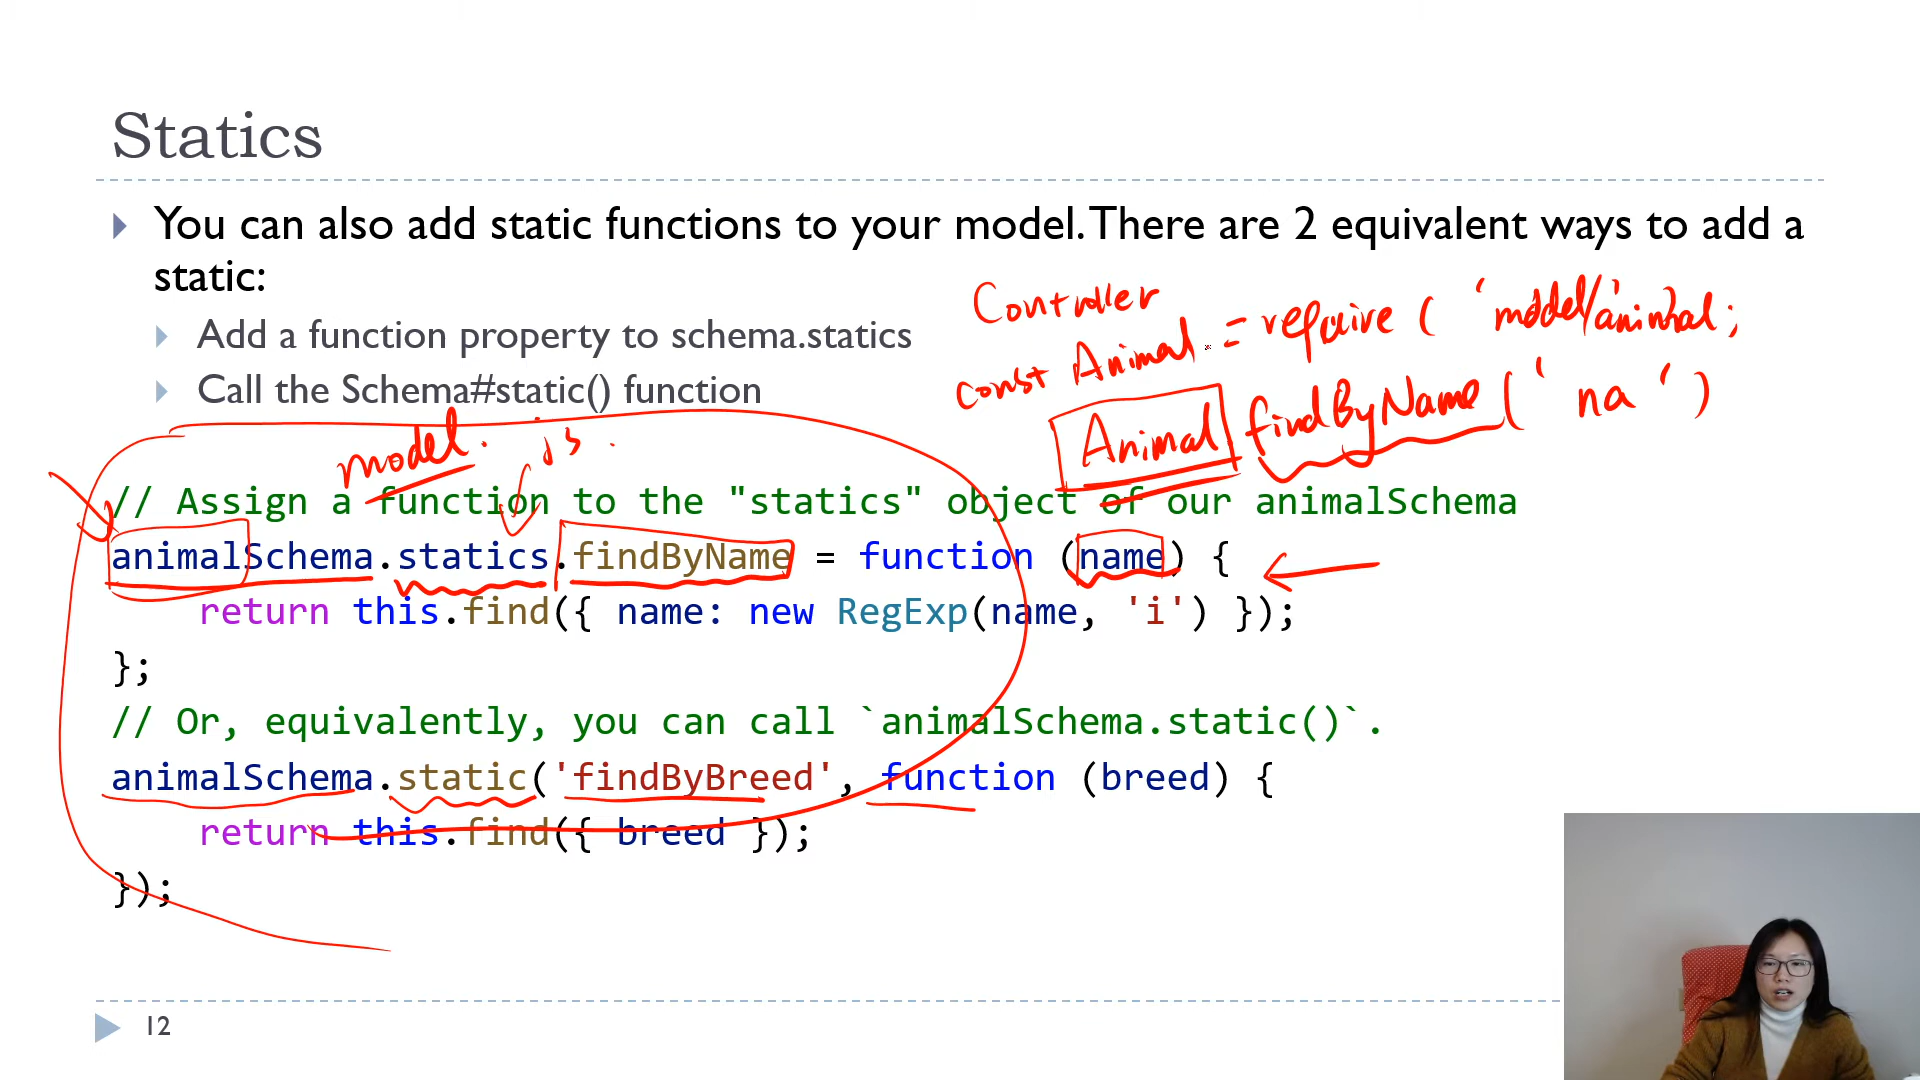 Statics
You can also add static functions to your model. There are 2 equivalent ways to add a
static:
Controller
Add a function property to schema.statics
const Animal = require ( 'model/animal;
Call the Schema#static() function
Animal.findByName(' na ')
model. js
// Assign a function to the "statics" object of our animalSchema
animalSchema.statics.findByName = function (name) {
return this.find({ name: new RegExp(name, 'i') });
};
// Or, equivalently, you can call `animalSchema.static()`.
animalSchema.static('findByBreed', function (breed) {
return this.find({ breed });
});
12